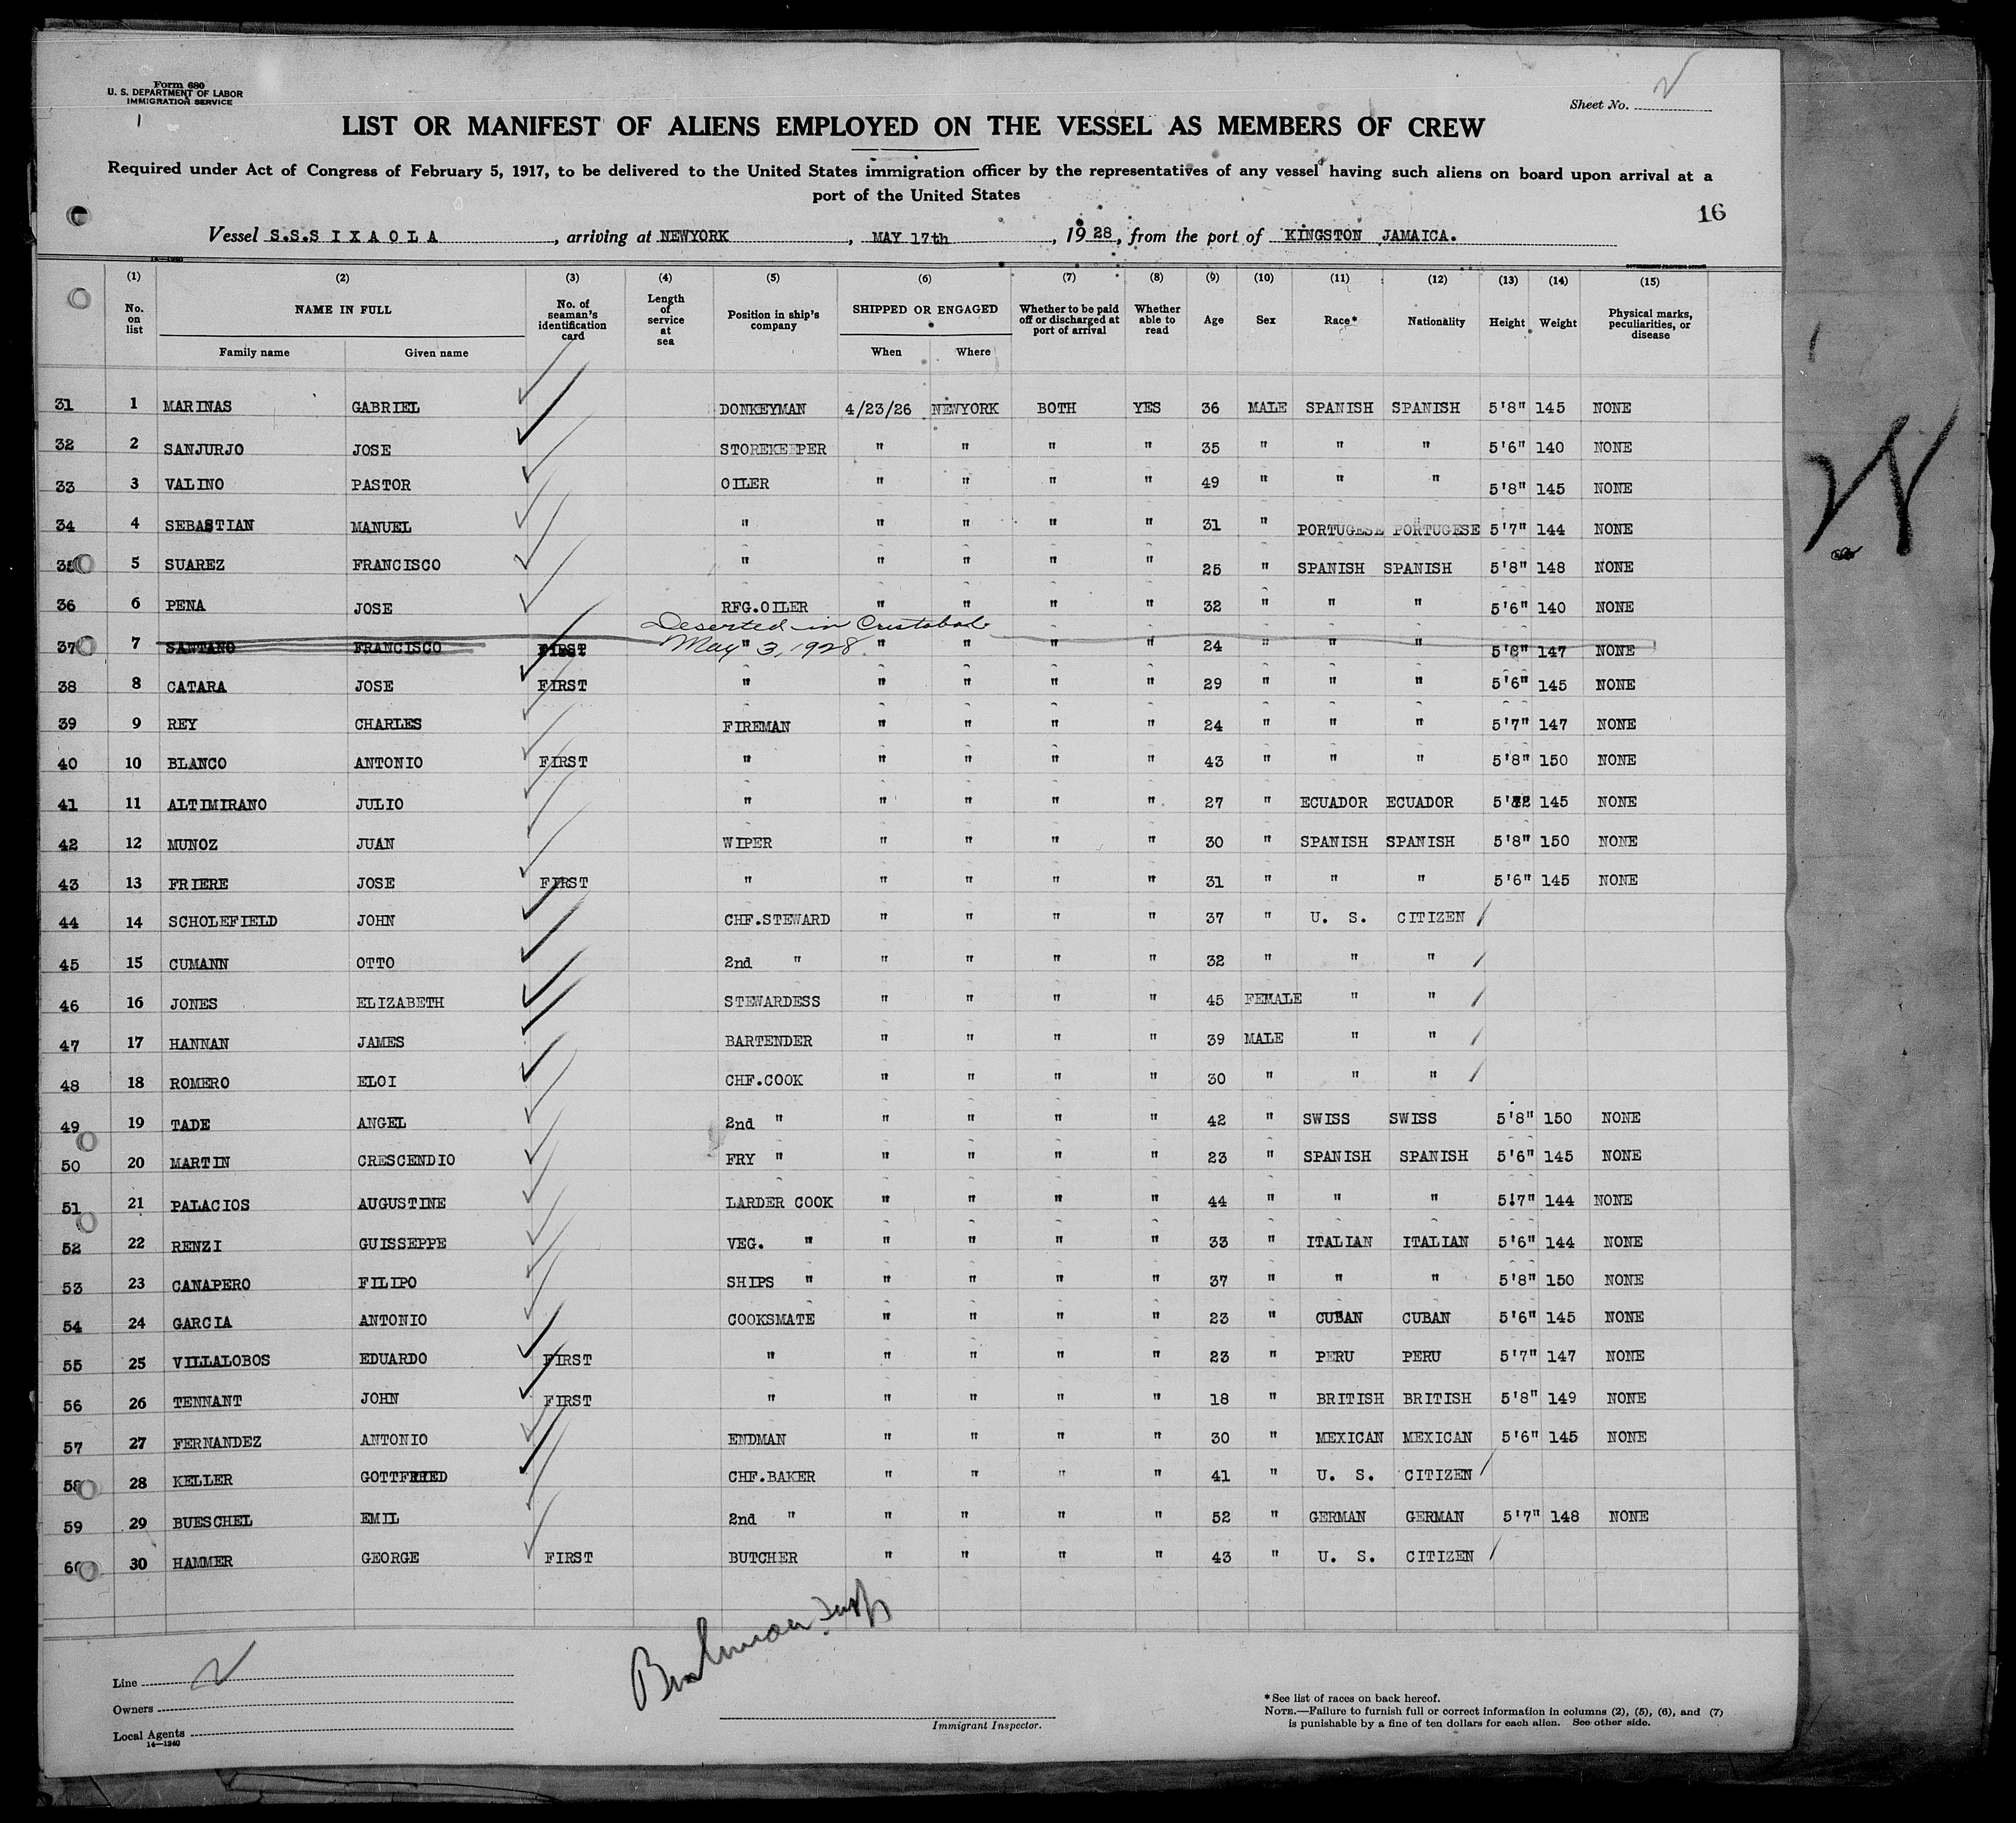 Form 680
U. S. DEPARTMENT OF LABOR
IMMIGRATION SERVICE
Sheet No. 2
LIST OR MANIFEST OF ALIENS EMPLOYED ON THE VESSEL AS MEMBERS OF CREW
Required under Act of Congress of February 5, 1917, to be delivered to the United States immigration officer by the representatives of any vessel having such aliens on board upon arrival at a
port of the United States
16
Vessel S.S.S I X A O L A, arriving at NEWYORK, MAY 17th, 1928, from the port of KINGSTON JAMAICA.
(1) (2) (3) (4) (5) (6) (7) (8) (9) (10) (11) (12) (13) (14) (15)
No. on list NAME IN FULL Family name Given name No. of seaman's identification card Length of service at sea Position in ship's company SHIPPED OR ENGAGED When Where Whether to be paid off or discharged at port of arrival Whether able to read Age Sex Race* Nationality Height Weight Physical marks, peculiarities, or disease
31 1 MARINAS GABRIEL DONKEYMAN 4/23/26 NEWYORK BOTH YES 36 MALE SPANISH SPANISH 5'8" 145 NONE
32 2 SANJURJO JOSE STOREKEEPER " " " " 35 " " " 5'6" 140 NONE
33 3 VALINO PASTOR OILER " " " " 49 " " " 5'8" 145 NONE
34 4 SEBASTIAN MANUEL " " " " " 31 " PORTUGESE PORTUGESE 5'7" 144 NONE
35 5 SUAREZ FRANCISCO " " " " " 25 " SPANISH SPANISH 5'8" 148 NONE
36 6 PENA JOSE RFG.OILER " " " " 32 " " " 5'6" 140 NONE
Deserted in Cristobal
May 3, 1928.
37 7 SANTANO FRANCISCO FIRST " " " " " 24 " " " 5'8" 147 NONE
38 8 CATARA JOSE FIRST " " " " " 29 " " " 5'6" 145 NONE
39 9 REY CHARLES FIREMAN " " " " 24 " " " 5'7" 147 NONE
40 10 BLANCO ANTONIO FIRST " " " " " 43 " " " 5'8" 150 NONE
41 11 ALTIMIRANO JULIO " " " " " 27 " ECUADOR ECUADOR 145 NONE
42 12 MUNOZ JUAN WIPER " " " " 30 " SPANISH SPANISH 5'8" 150 NONE
43 13 FRIERE JOSE FIRST " " " " " 31 " " " 5'6" 145 NONE
44 14 SCHOLEFIELD JOHN CHF.STEWARD " " " " 37 " U. S. CITIZEN
45 15 CUMANN OTTO 2nd " " " " " 32 " " "
46 16 JONES ELIZABETH STEWARDESS " " " " 45 FEMALE " "
47 17 HANNAN JAMES BARTENDER " " " " 39 MALE " "
48 18 ROMERO ELOI CHF.COOK " " " " 30 " " "
49 19 TADE ANGEL 2nd " " " " " 42 " SWISS SWISS 5'8" 150 NONE
50 20 MARTIN CRESCENDIO FRY " " " " " 23 " SPANISH SPANISH 5'6" 145 NONE
51 21 PALACIOS AUGUSTINE LARDER COOK " " " " 44 " " " 5!7" 144 NONE
52 22 RENZI GUISSEPPE VEG. " " " " " 33 " ITALIAN ITALIAN 5'6" 144 NONE
53 23 CANAPERO FILIPO SHIPS " " " " " 37 " " " 5'8" 150 NONE
54 24 GARCIA ANTONIO COOKSMATE " " " " 23 " CUBAN CUBAN 5'6" 145 NONE
55 25 VILLALOBOS EDUARDO FIRST " " " " " 23 " PERU PERU 5'7" 147 NONE
56 26 TENNANT JOHN FIRST " " " " " 18 " BRITISH BRITISH 5'8" 149 NONE
57 27 FERNANDEZ ANTONIO ENDMAN " " " " 30 " MEXICAN MEXICAN 5'6" 145 NONE
58 28 KELLER GOTTFRIED CHF.BAKER " " " " 41 " U. S. CITIZEN
59 29 BUESCHEL EMIL 2nd " " " " " 52 " GERMAN GERMAN 5'7" 148 NONE
60 30 HAMMER GEORGE FIRST BUTCHER " " " " 43 " U. S. CITIZEN
Line
Owners
Local Agents
14—1240
Immigrant Inspector.
*See list of races on back hereof.
NOTE.—Failure to furnish full or correct information in columns (2), (5), (6), and (7)
is punishable by a fine of ten dollars for each alien. See other side.